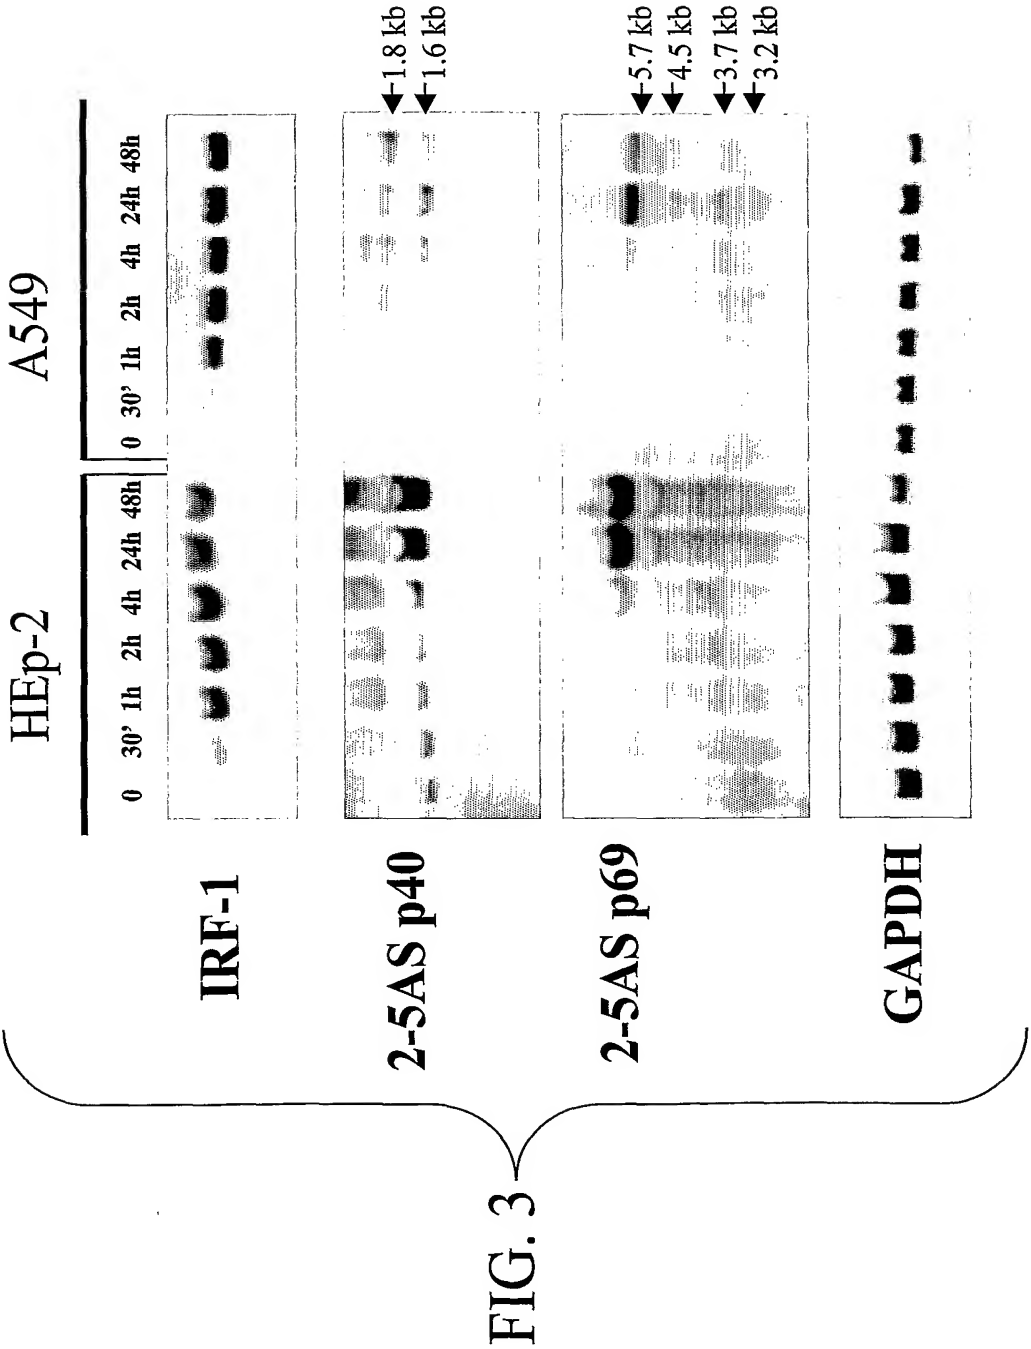 HEp-2
A549
0 30' 1h 2h 4h 24h 48h
0 30' 1h 2h 4h 24h 48h
IRF-1
2-5AS p40
1.8 kb
1.6 kb
2-5AS p69
5.7 kb
4.5 kb
3.7 kb
3.2 kb
GAPDH
FIG. 3